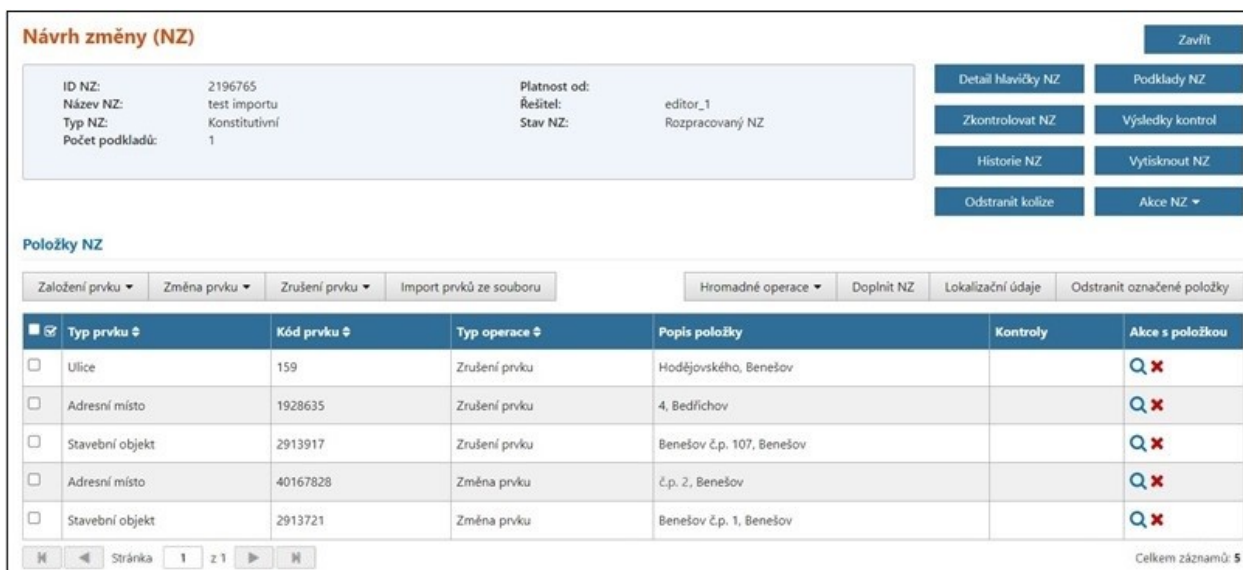 Návrh změny (NZ)
Zavřít
ID NZ: 2196765 Platnost od:
Název NZ: test importu Řešitel: editor_1
Typ NZ: Konstitutivní Stav NZ: Rozpracovaný NZ
Počet podkladů: 1
Detail hlavičky NZ Podklady NZ
Zkontrolovat NZ Výsledky kontrol
Historie NZ Vytisknout NZ
Odstranit kolize Akce NZ
Položky NZ
Založení prvku Změna prvku Zrušení prvku Import prvků ze souboru Hromadné operace Doplnit NZ Lokalizační údaje Odstranit označené položky
Typ prvku Kód prvku Typ operace Popis položky Kontroly Akce s položkou
Ulice 159 Zrušení prvku Hodějovského, Benešov
Adresní místo 1928635 Zrušení prvku 4, Bedřichov
Stavební objekt 2913917 Zrušení prvku Benešov č.p. 107, Benešov
Adresní místo 40167828 Změna prvku č.p. 2, Benešov
Stavební objekt 2913721 Změna prvku Benešov č.p. 1, Benešov
Stránka 1 z 1 Celkem záznamů: 5